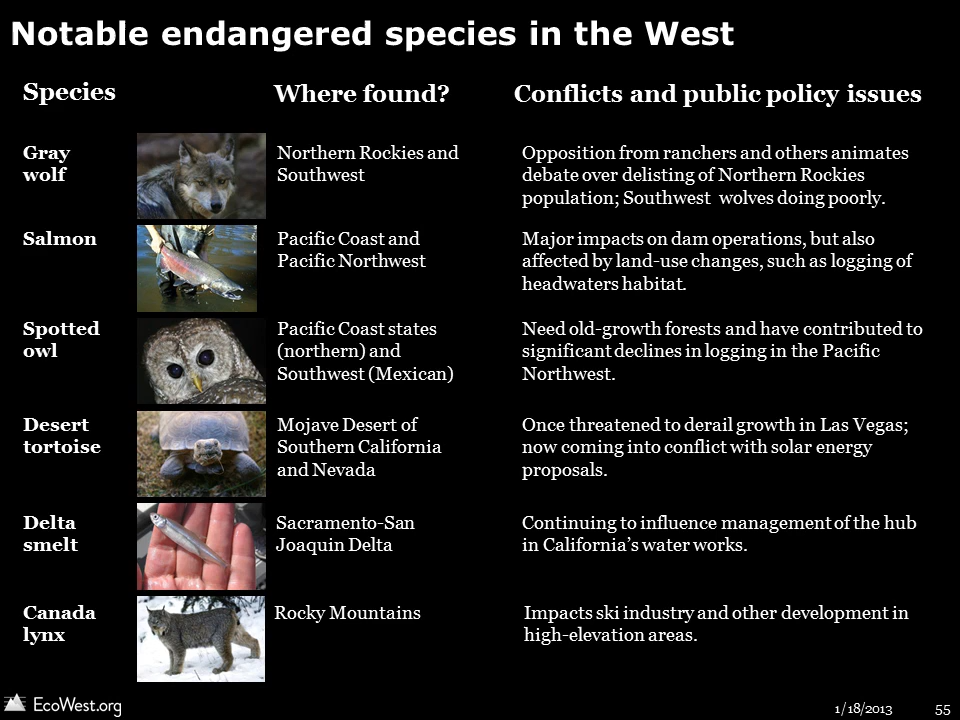 Notable endangered species in the West
Species
Where found?
Conflicts and public policy issues
Gray
wolf
Northern Rockies and
Southwest
Opposition from ranchers and others animates
debate over delisting of Northern Rockies
population; Southwest wolves doing poorly.
Salmon
Pacific Coast and
Pacific Northwest
Major impacts on dam operations, but also
affected by land-use changes, such as logging of
headwaters habitat.
Spotted
owl
Pacific Coast states
(northern) and
Southwest (Mexican)
Need old-growth forests and have contributed to
significant declines in logging in the Pacific
Northwest.
Desert
tortoise
Mojave Desert of
Southern California
and Nevada
Once threatened to derail growth in Las Vegas;
now coming into conflict with solar energy
proposals.
Delta
smelt
Sacramento-San
Joaquin Delta
Continuing to influence management of the hub
in California's water works.
Canada
lynx
Rocky Mountains
Impacts ski industry and other development in
high-elevation areas.
EcoWest.org
1/18/2013
55